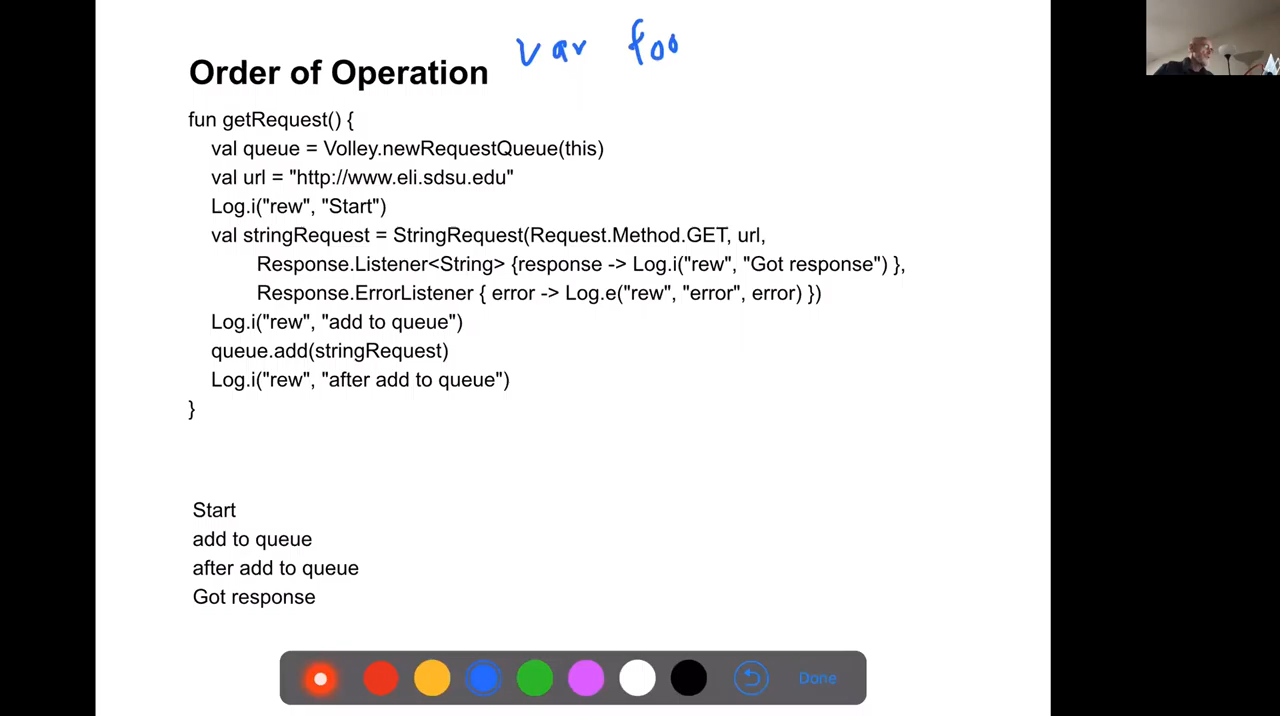 var foo
Order of Operation
fun getRequest() {
val queue = Volley.newRequestQueue(this)
val url = "http://www.eli.sdsu.edu"
Log.i("rew", "Start")
val stringRequest = StringRequest(Request.Method.GET, url,
Response.Listener<String> {response -> Log.i("rew", "Got response") },
Response.ErrorListener { error -> Log.e("rew", "error", error) })
Log.i("rew", "add to queue")
queue.add(stringRequest)
Log.i("rew", "after add to queue")
}
Start
add to queue
after add to queue
Got response
Done